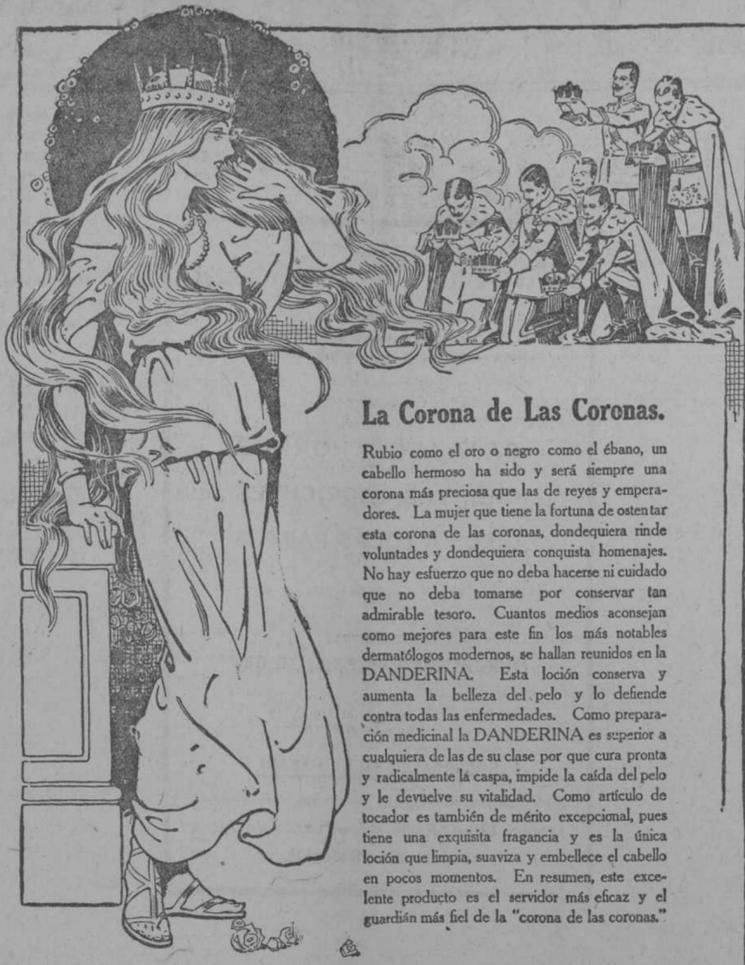 La Corona de Las Coronas.
Rubio como el oro o negro como el ébano, un
cabello hermoso ha sido y será siempre una
corona más preciosa que las de reyes y empera-
dores. La mujer que tiene la fortuna de ostentar
esta corona de las coronas, dondequiera rinde
voluntades y dondequiera conquista homenajes.
No hay esfuerzo que no deba hacerse ni cuidado
que no deba tomarse por conservar tan
admirable tesoro. Cuantos medios aconsejan
como mejores para este fin los más notables
dermatólogos modernos, se hallan reunidos en la
DANDERINA. Esta loción conserva y
aumenta la belleza del pelo y lo defiende
contra todas las enfermedades. Como prepara-
ción medicinal la DANDERINA es superior a
cualquiera de las de su clase por que cura pronta
y radicalmente la caspa, impide la caída del pelo
y le devuelve su vitalidad. Como artículo de
tocador es también de mérito excepcional, pues
tiene una exquisita fragancia y es la única
loción que limpia, suaviza y embellece el cabello
en pocos momentos. En resumen, este exce-
lente producto es el servidor más eficaz y el
guardián más fiel de la "corona de las coronas."